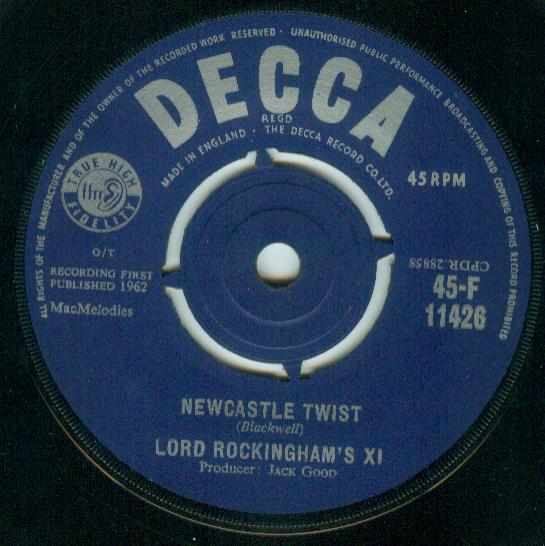 ALL RIGHTS OF THE MANUFACTURER AND OF THE OWNER OF THE RECORDED WORK RESERVED · UNAUTHORISED PUBLIC PERFORMANCE BROADCASTING AND COPYING OF THIS RECORD PROHIBITED
DECCA
REGD
MADE IN ENGLAND · THE DECCA RECORD CO. LTD.
TRUE HIGH
ffss
FIDELITY
45 RPM
O/T
RECORDING FIRST
PUBLISHED 1962
MacMelodies
CPDR.28858
45-F
11426
NEWCASTLE TWIST
(Blackwell)
LORD ROCKINGHAM'S XI
Producer: JACK GOOD